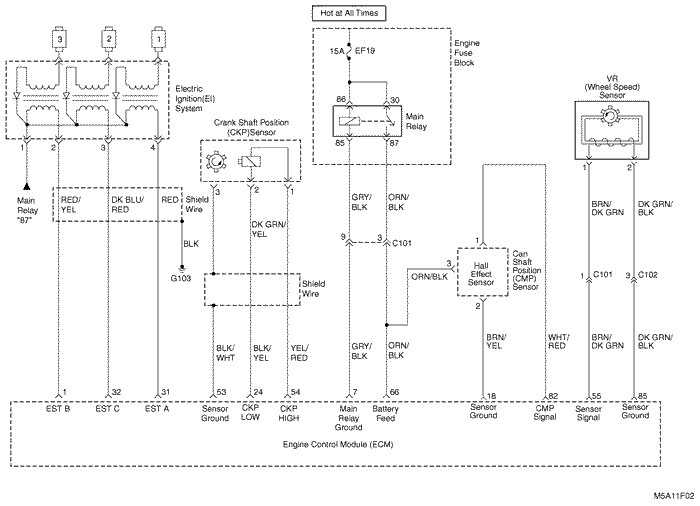 Hot at All Times
3 2 1
15A EF19
Engine
Fuse
Block
Electric
Ignition(EI)
System
VR
(Wheel Speed)
Sensor
86 30
Main
Relay
85 87
Crank Shaft Position
(CKP)Sensor
1 2 3 4
3 2 1
1 2
Main
Relay
"87"
RED/
YEL
DK BLU/
RED
RED
Shield
Wire
BLK
G103
DK GRN/
YEL
GRY/
BLK
ORN/
BLK
BRN/
DK GRN
DK GRN/
BLK
9 3 C101
1
Hall
Effect
Sensor
Can
Shaft
Position
(CMP)
Sensor
3
ORN/BLK
2
1 C101
3 C102
Shield
Wire
BLK/
WHT
BLK/
YEL
YEL/
RED
GRY/
BLK
ORN/
BLK
BRN/
YEL
WHT/
RED
BRN/
DK GRN
DK GRN/
BLK
1 32 31 53 24 54 7 66 18 82 55 85
EST B
EST C
EST A
Sensor
Ground
CKP
LOW
CKP
HIGH
Main
Relay
Ground
Battery
Feed
Sensor
Ground
CMP
Signal
Sensor
Signal
Sensor
Ground
Engine Control Module (ECM)
M5A11F02